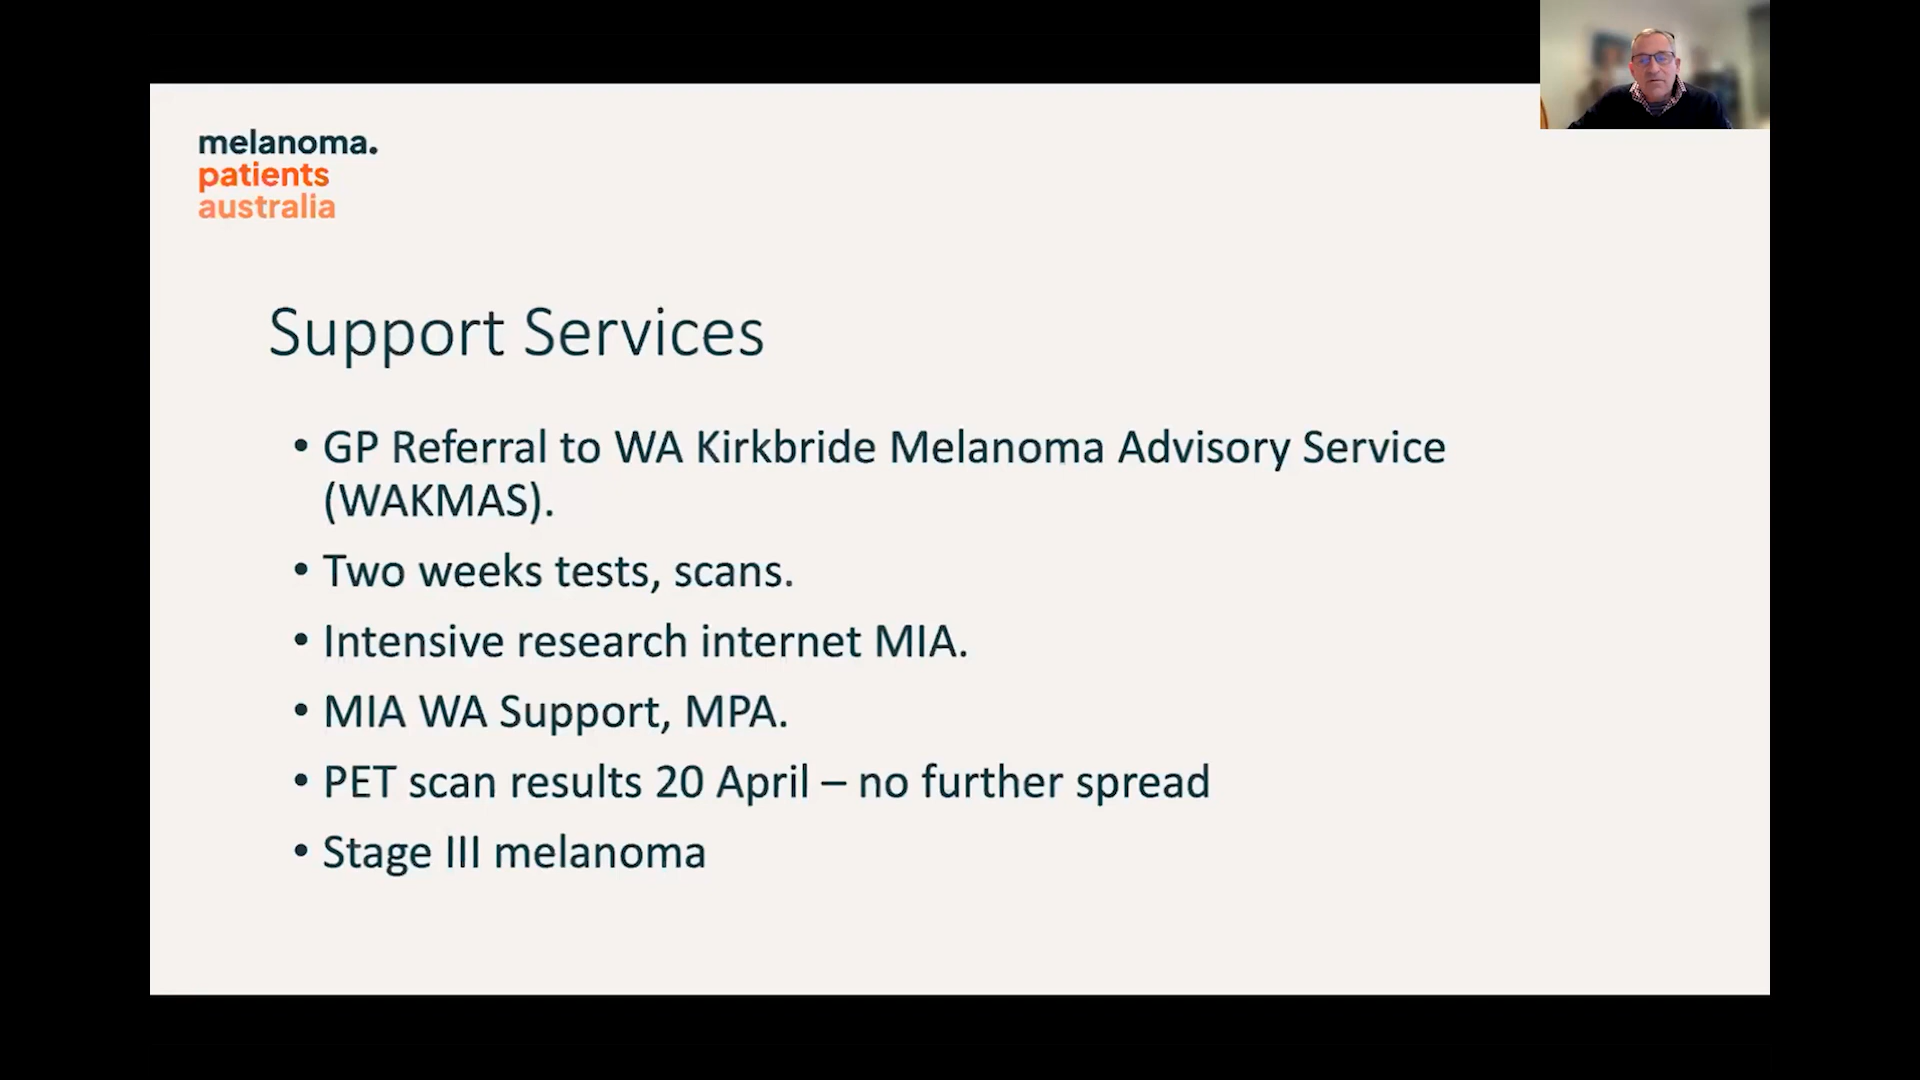 melanoma.
patients
australia
Support Services
• GP Referral to WA Kirkbride Melanoma Advisory Service
(WAKMAS).
• Two weeks tests, scans.
• Intensive research internet MIA.
• MIA WA Support, MPA.
• PET scan results 20 April – no further spread
• Stage III melanoma